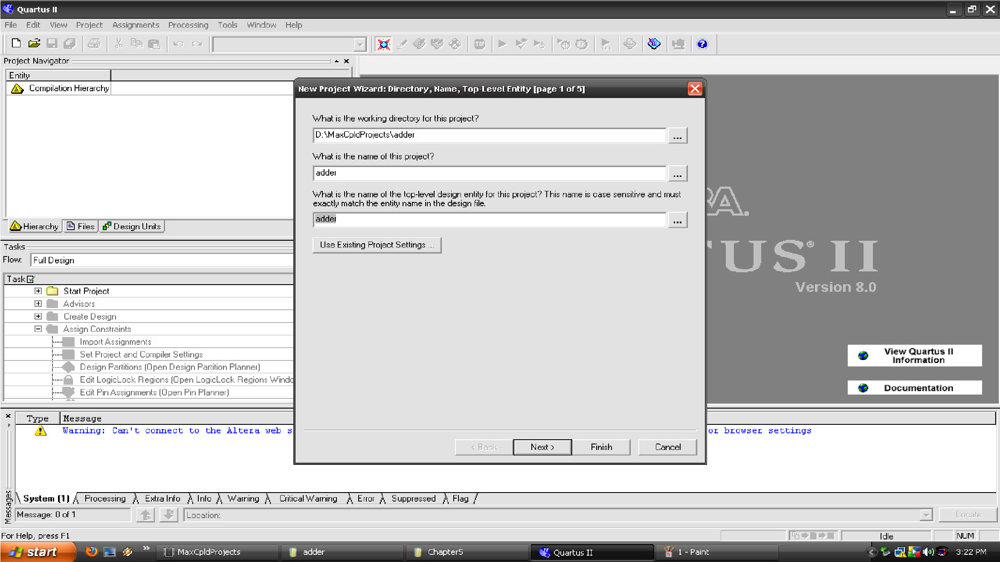 Quartus II
File Edit View Project Assignments Processing Tools Window Help
STOP
Project Navigator
Entity
Compilation Hierarchy
Hierarchy Files Design Units
Tasks
Flow: Full Design
Task
Start Project
Advisors
Create Design
Assign Constraints
Import Assignments
Set Project and Compiler Settings
Design Partitions (Open Design Partition Planner)
Edit LogicLock Regions (Open LogicLock Regions Windo
Edit Pin Assignments (Open Pin Planner)
New Project Wizard: Directory, Name, Top-Level Entity [page 1 of 5]
What is the working directory for this project?
D:\MaxCpldProjects\adder
...
What is the name of this project?
adder
...
What is the name of the top-level design entity for this project? This name is case sensitive and must
exactly match the entity name in the design file.
adder
...
Use Existing Project Settings ...
< Back Next > Finish Cancel
RA.
TUS® II
Version 8.0
View Quartus II
Information
Documentation
Type Message
Warning: Can't connect to the Altera web s
or browser settings
Messages
System (1) Processing Extra Info Info Warning Critical Warning Error Suppressed Flag
Message: 0 of 1 Location: Locate
For Help, press F1 Idle NUM
start MaxCpldProjects adder Chapter5 Quartus II 1 - Paint 3:22 PM